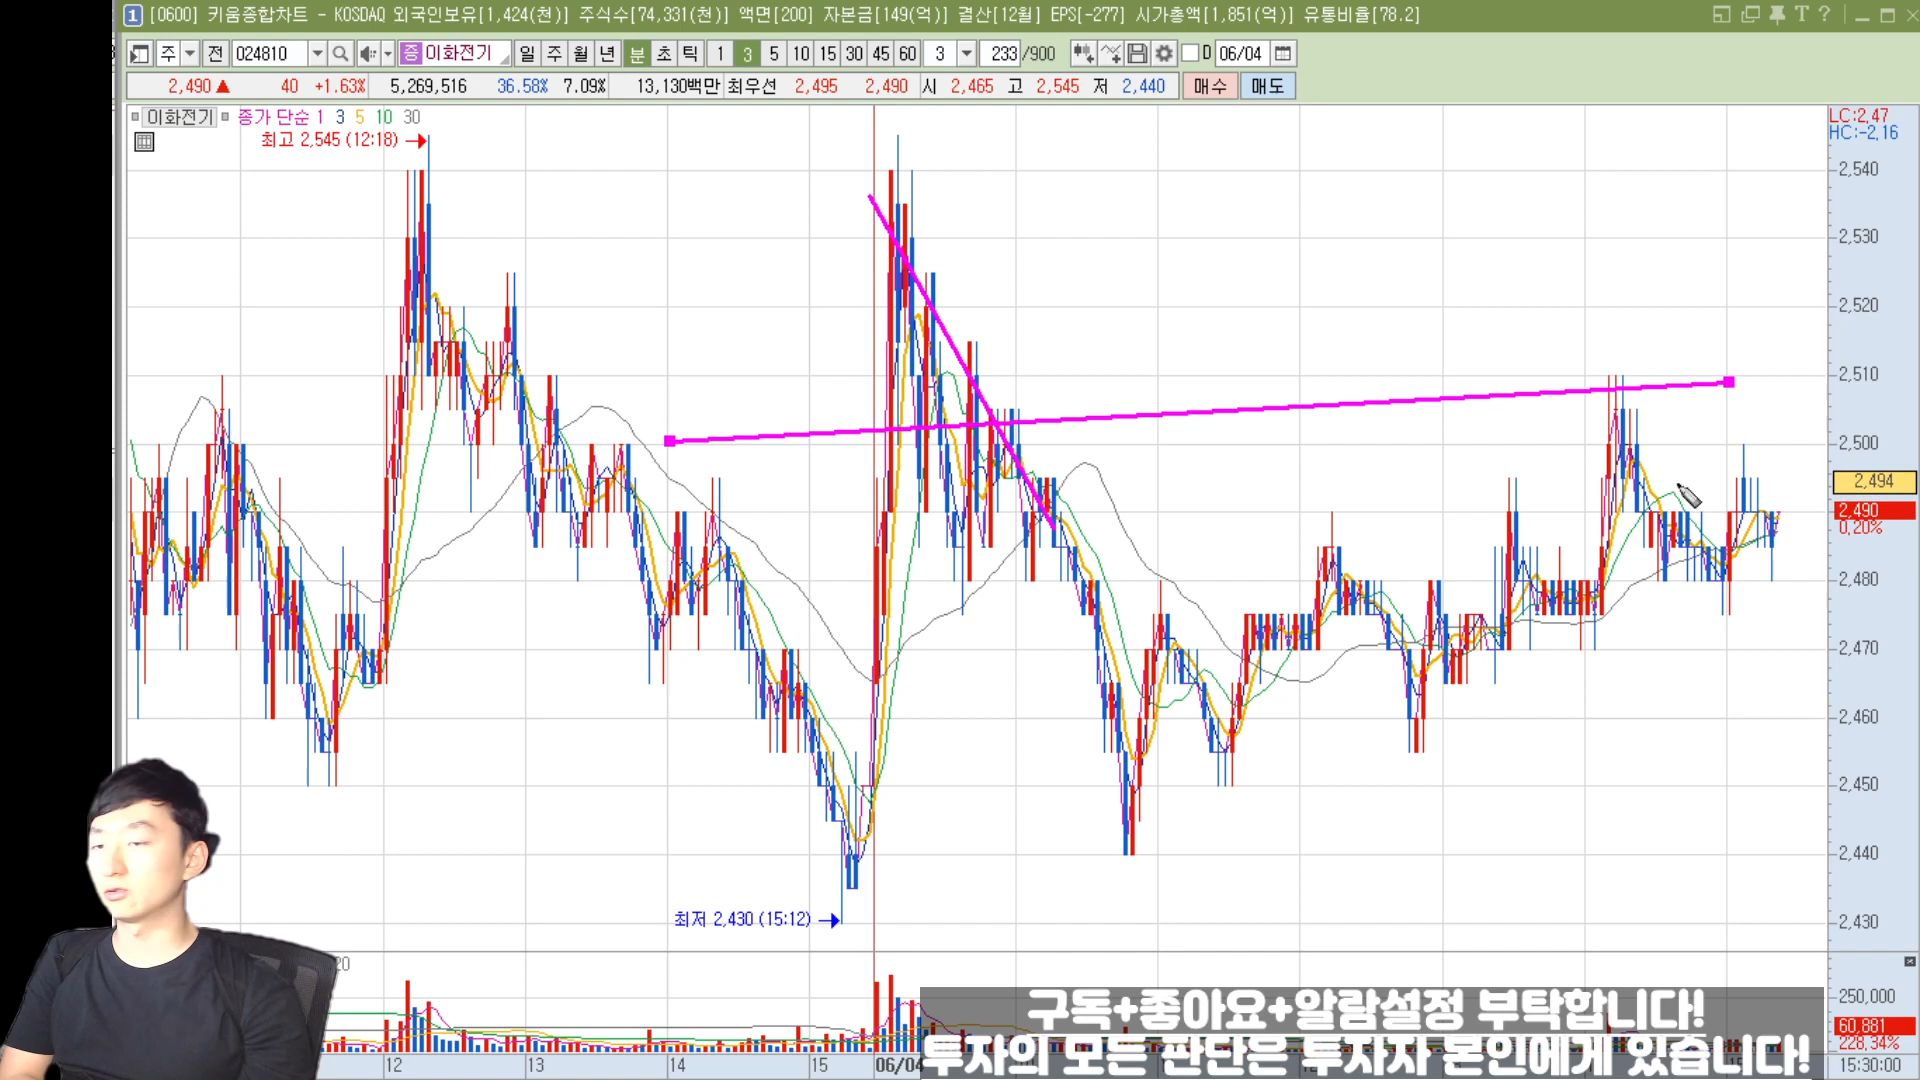 1 [0600] 키움종합차트 - KOSDAQ 외국인보유[1,424(천)] 주식수[74,331(천)] 액면[200] 자본금[149(억)] 결산[12월] EPS[-277] 시가총액[1,851(억)] 유통비율[78.2]
주 전 024810 증 이화전기 일 주 월 년 분 초 틱 1 3 5 10 15 30 45 60 3 233 /900 D 06/04
2,490 ▲ 40 +1.63% 5,269,516 36.58% 7.09% 13,130백만 최우선 2,495 2,490 시 2,465 고 2,545 저 2,440 매수 매도
이화전기 종가 단순 1 3 5 10 30
LC:2,47
HC:-2,16
최고 2,545 (12:18)
2,540
2,530
2,520
2,510
2,500
2,494
2,490
0,20%
2,480
2,470
2,460
2,450
2,440
2,430
최저 2,430 (15:12)
20
250,000
60,881
228,34%
구독+좋아요+알람설정 부탁합니다!
투자의 모든 판단은 투자자 본인에게 있습니다!
12 13 14 15 06/04 15:30:00